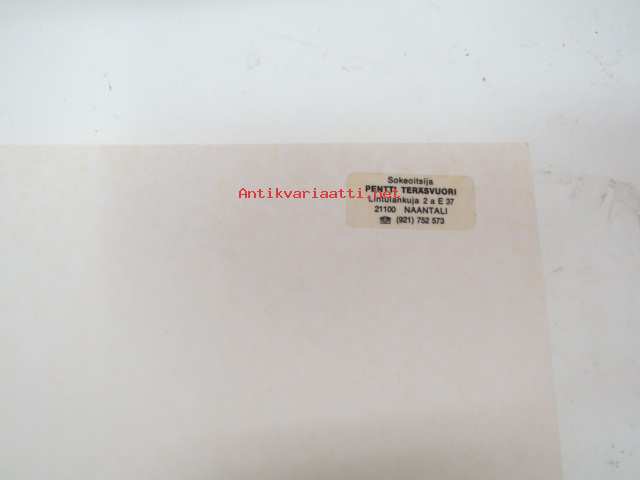 Sokeoitsija
PENTTI TERÄSVUORI
Lintulankuja 2 a E 37
21100 NAANTALI
☎ (921) 752 573
Antikvariaatti.net